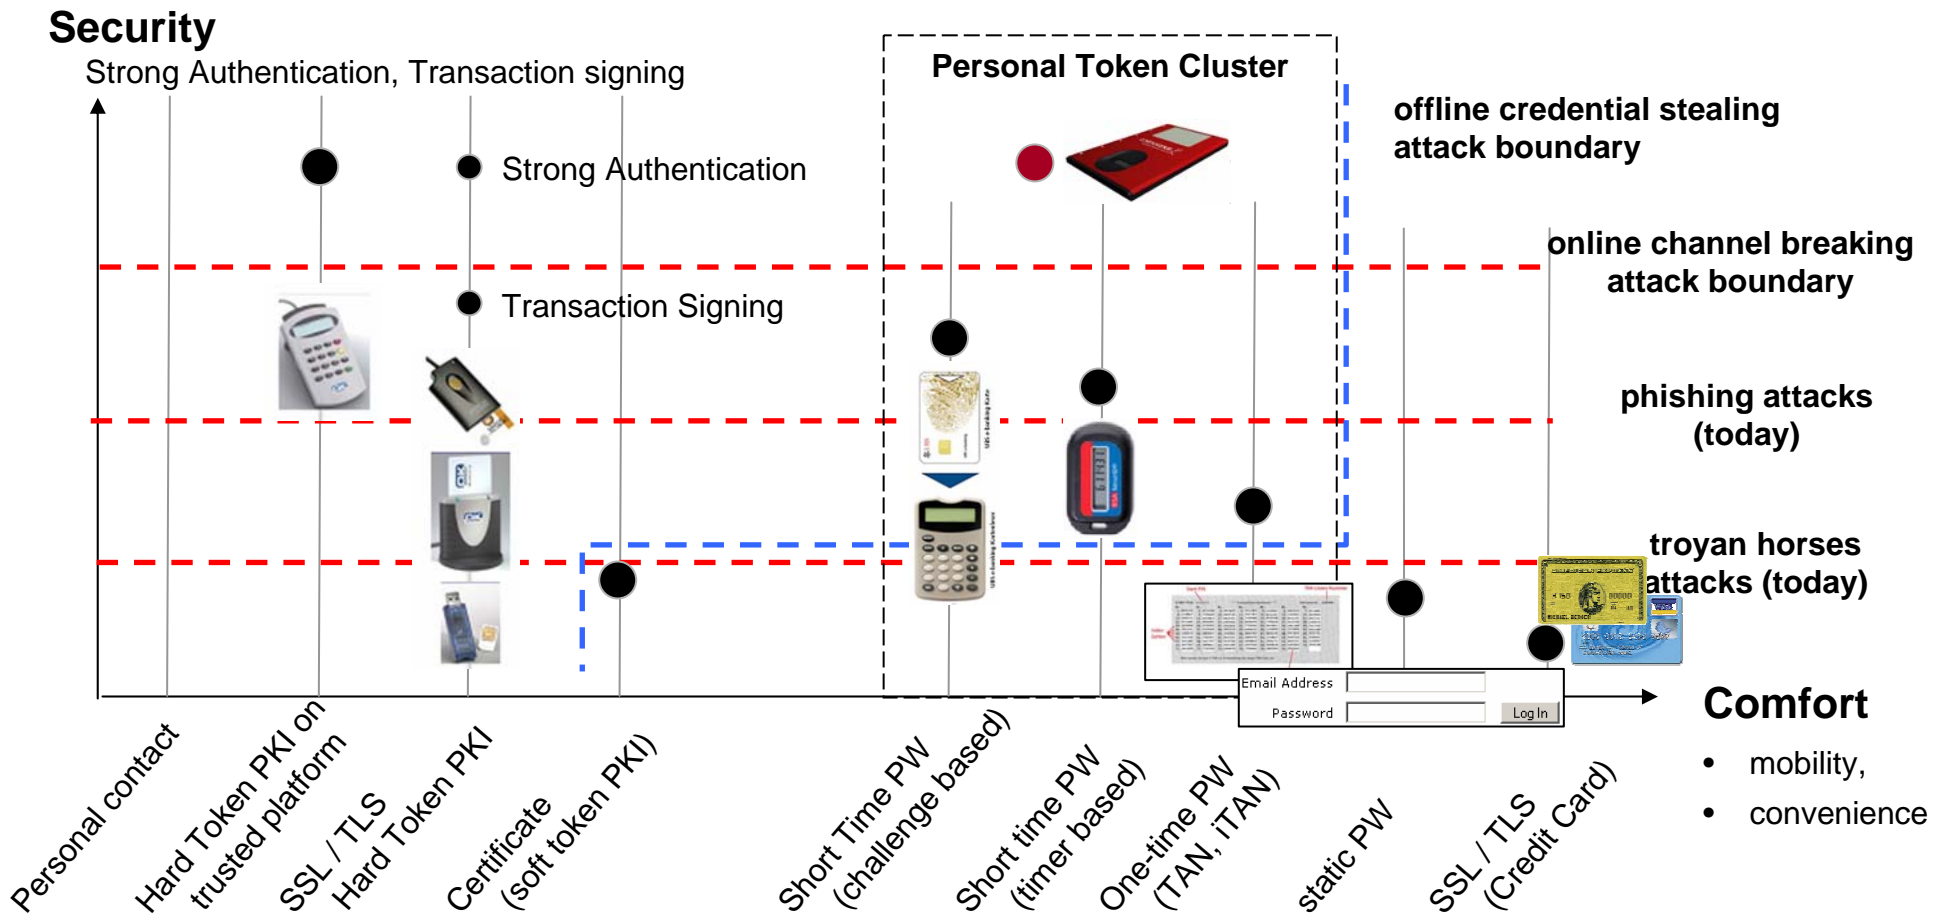 Security
Strong Authentication, Transaction signing
Personal Token Cluster
offline credential stealing
attack boundary
Strong Authentication
online channel breaking
attack boundary
Transaction Signing
phishing attacks
(today)
troyan horses
attacks (today)
UBS e-banking Karte
Email Address
Password
Log In
Comfort
• mobility,
• convenience
Personal contact
Hard Token PKI on
trusted platform
SSL / TLS
Hard Token PKI
Certificate
(soft token PKI)
Short Time PW
(challenge based)
Short time PW
(timer based)
One-time PW
(TAN, iTAN)
static PW
SSL / TLS
(Credit Card)